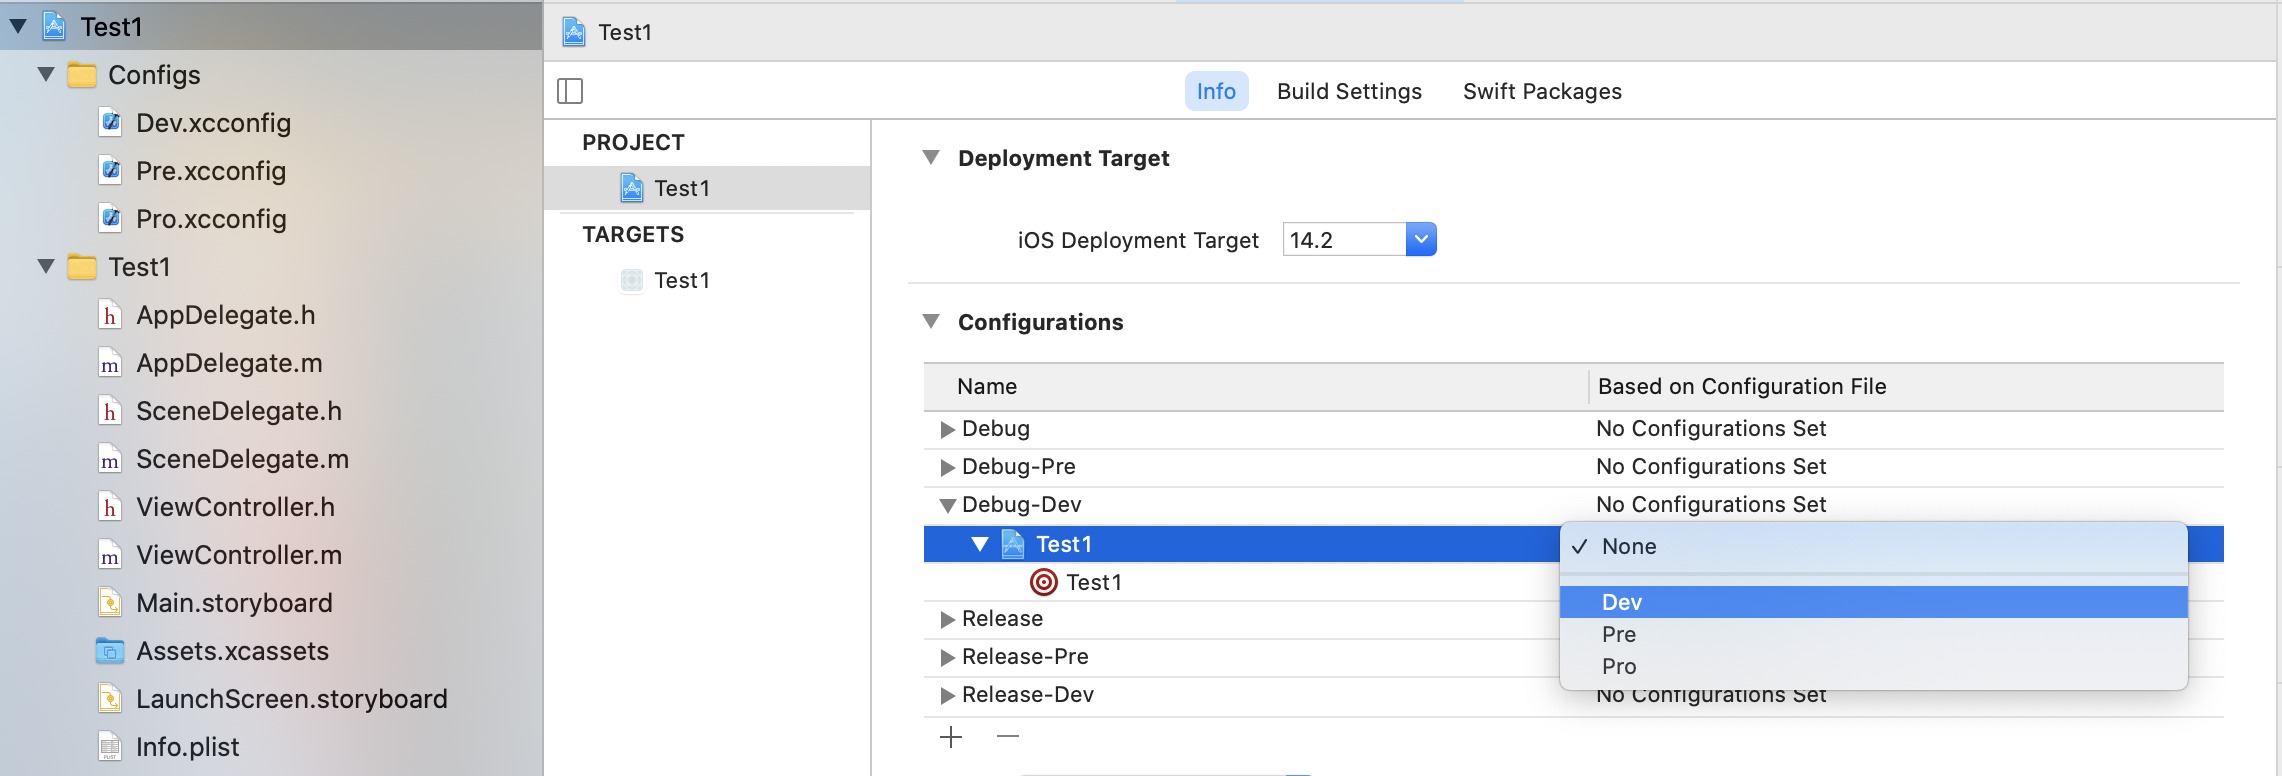 Test1
Configs
Dev.xcconfig
Pre.xcconfig
Pro.xcconfig
Test1
h AppDelegate.h
m AppDelegate.m
h SceneDelegate.h
m SceneDelegate.m
h ViewController.h
m ViewController.m
Main.storyboard
Assets.xcassets
LaunchScreen.storyboard
PLIST Info.plist
Test1
Info Build Settings Swift Packages
PROJECT
Test1
TARGETS
Test1
Deployment Target
iOS Deployment Target 14.2
Configurations
Name Based on Configuration File
Debug No Configurations Set
Debug-Pre No Configurations Set
Debug-Dev No Configurations Set
Test1
✓ None
Test1
Dev
Release
Pre
Release-Pre
Pro
Release-Dev No Configurations Set
+ −